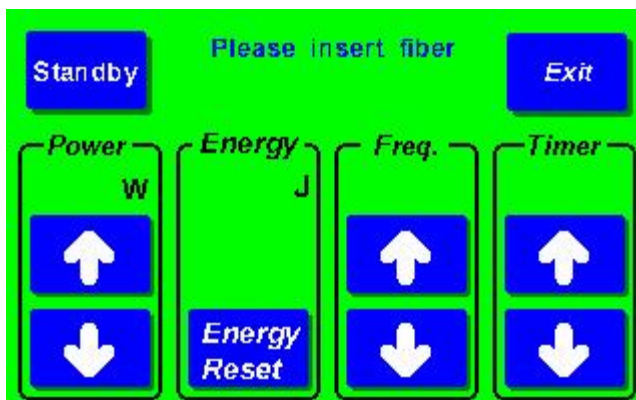 Standby
Please insert fiber
Exit
Power
Energy
Freq.
Timer
W
J
Energy
Reset